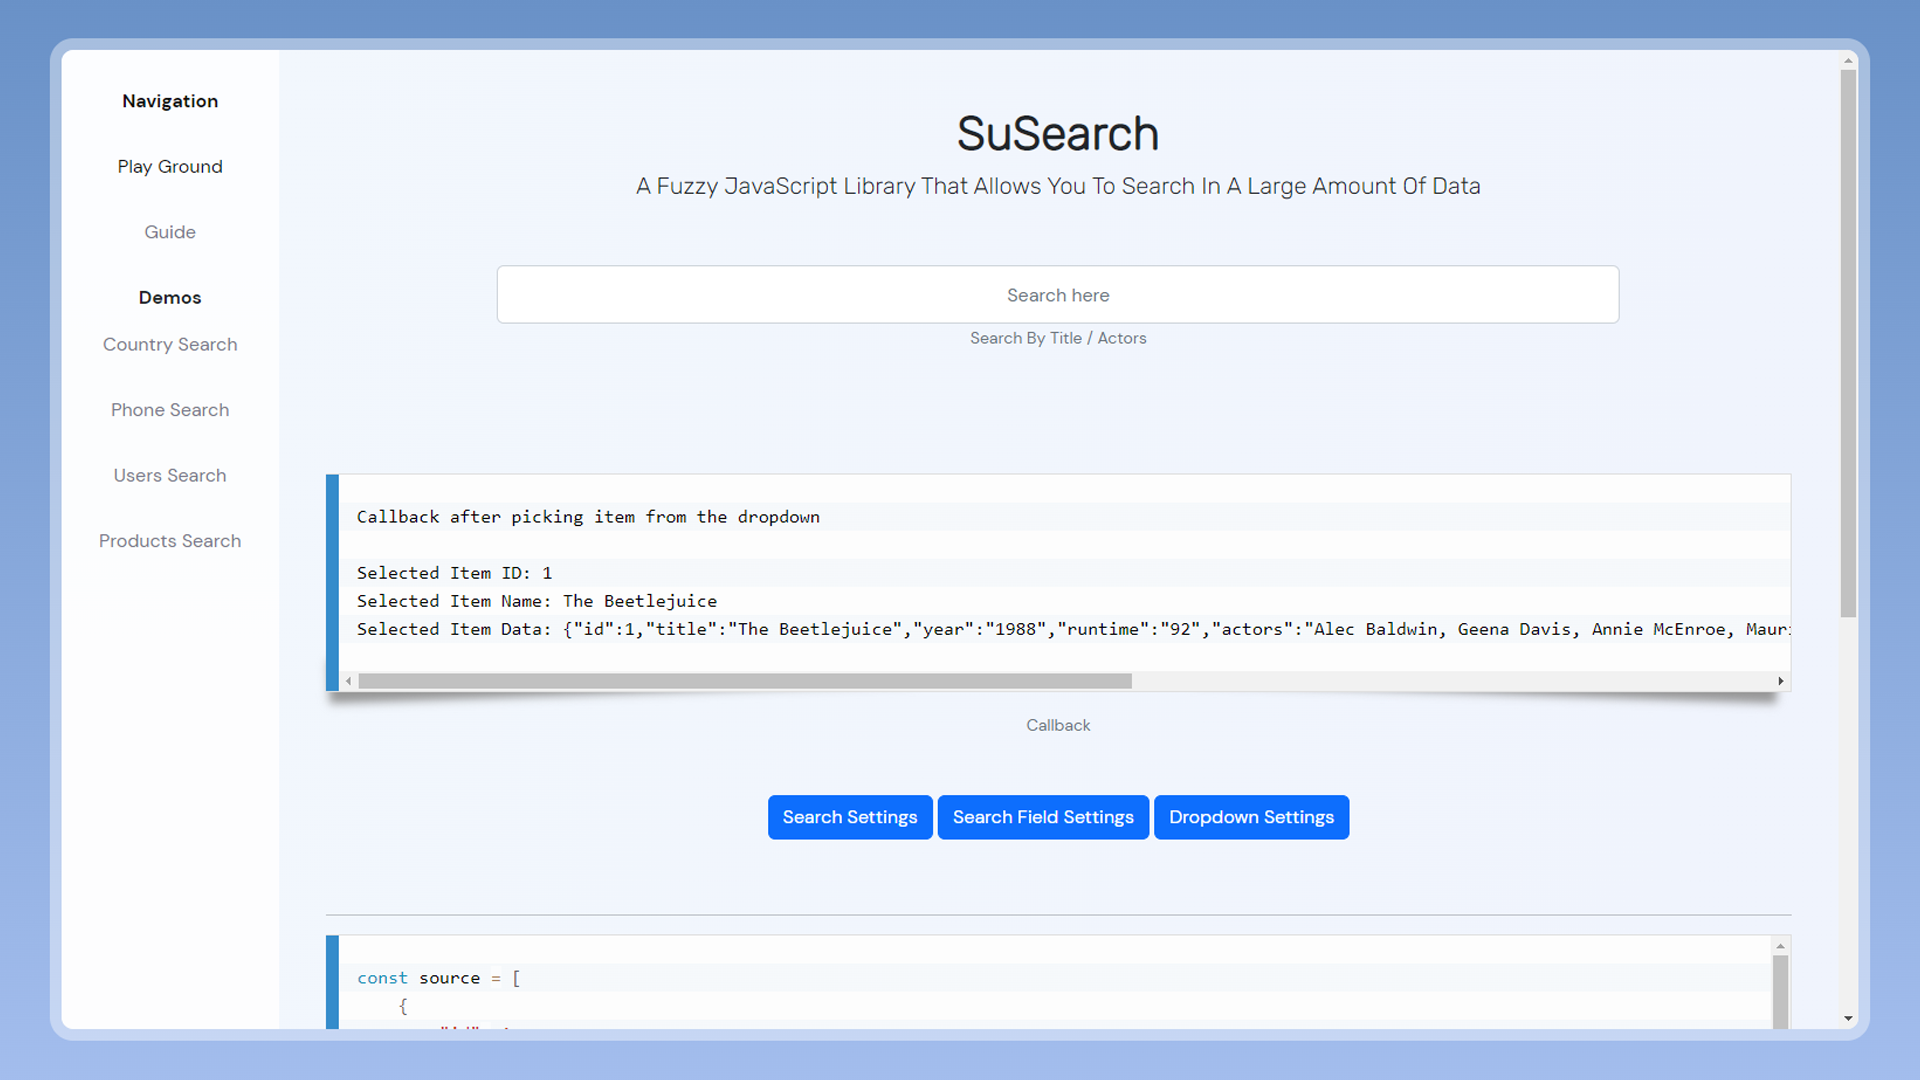 Navigation
Play Ground
Guide
Demos
Country Search
Phone Search
Users Search
Products Search
SuSearch
A Fuzzy JavaScript Library That Allows You To Search In A Large Amount Of Data
Search here
Search By Title / Actors
Callback after picking item from the dropdown
Selected Item ID: 1
Selected Item Name: The Beetlejuice
Selected Item Data: {"id":1,"title":"The Beetlejuice","year":"1988","runtime":"92","actors":"Alec Baldwin, Geena Davis, Annie McEnroe,
Callback
Search Settings
Search Field Settings
Dropdown Settings
const source = [
{